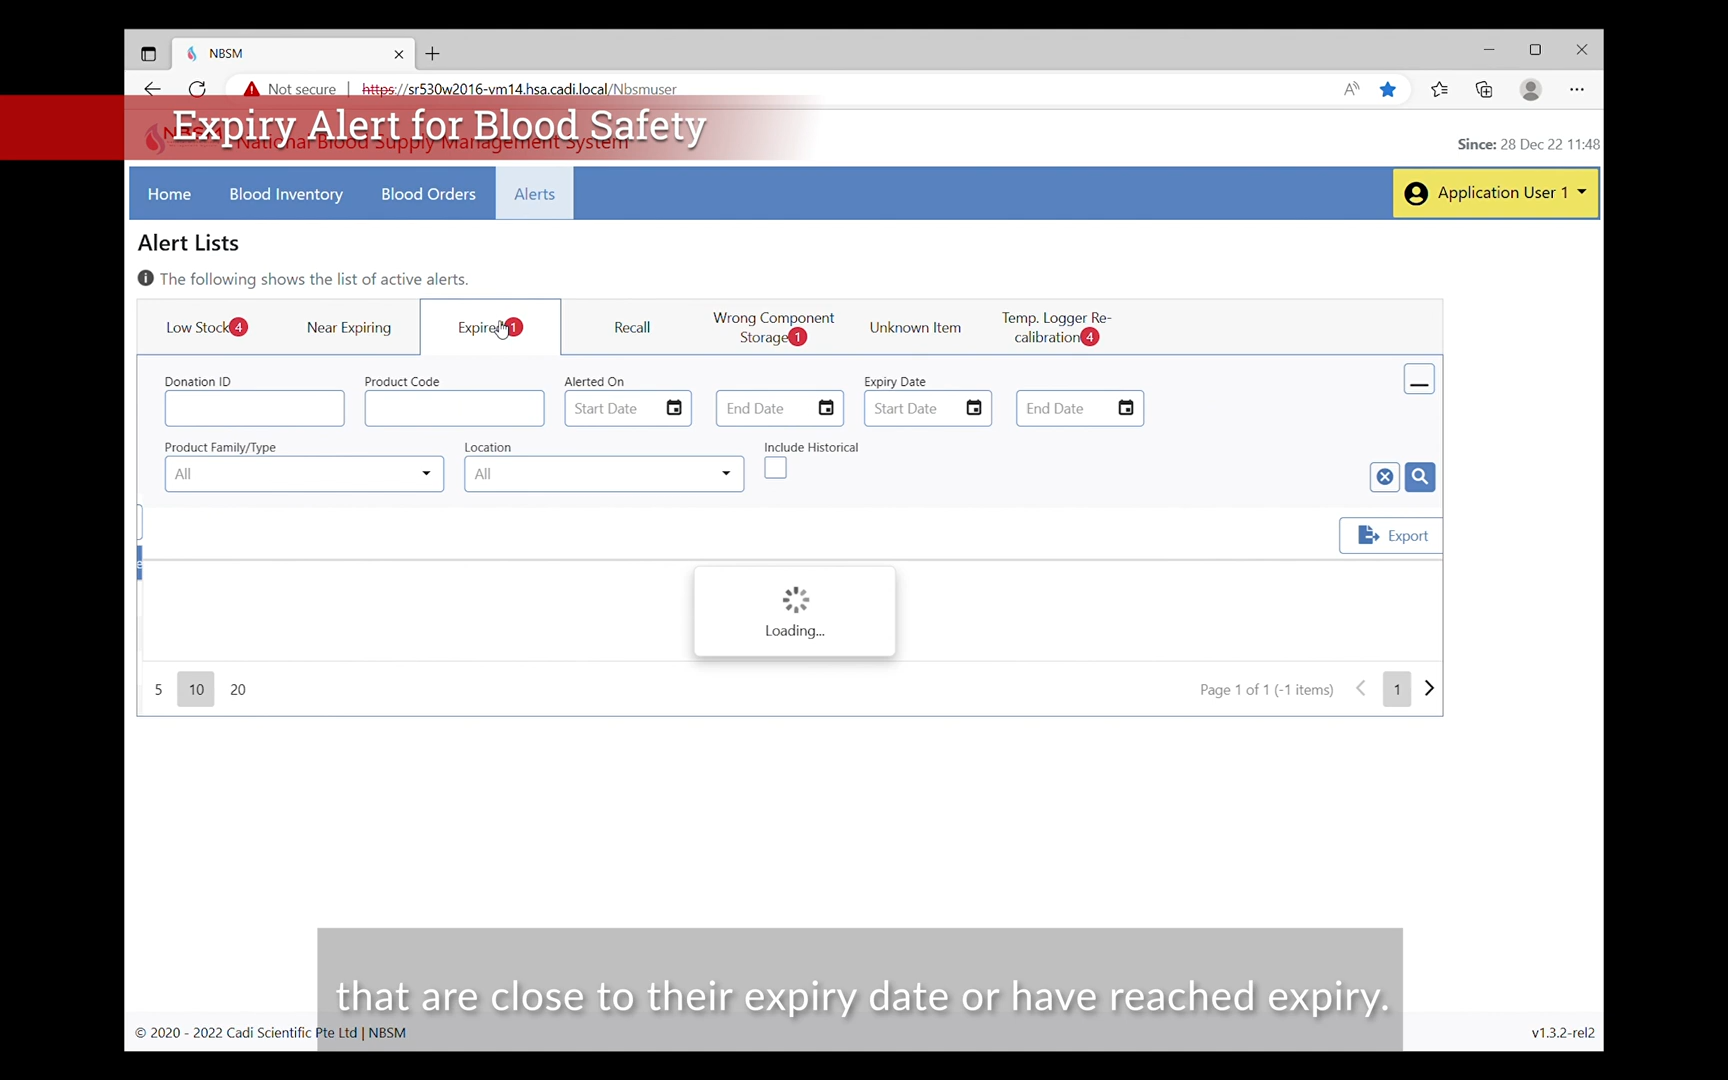 NBSM
Not secure | https://sr530w2016-vm14.hsa.cadi.local/Nbsmuser
Expiry Alert for Blood Safety
NBSM
National Blood Supply Management System
Since: 28 Dec 22 11:48
Home Blood Inventory Blood Orders Alerts Application User 1
Alert Lists
The following shows the list of active alerts.
Low Stock 4 Near Expiring Expired 1 Recall Wrong Component Storage 1 Unknown Item Temp. Logger Re-calibration 4
Donation ID Product Code Alerted On Expiry Date
Start Date End Date Start Date End Date
Product Family/Type Location Include Historical
All All
Export
Loading...
5 10 20 Page 1 of 1 (-1 items) 1
that are close to their expiry date or have reached expiry.
© 2020 - 2022 Cadi Scientific Pte Ltd | NBSM v1.3.2-rel2